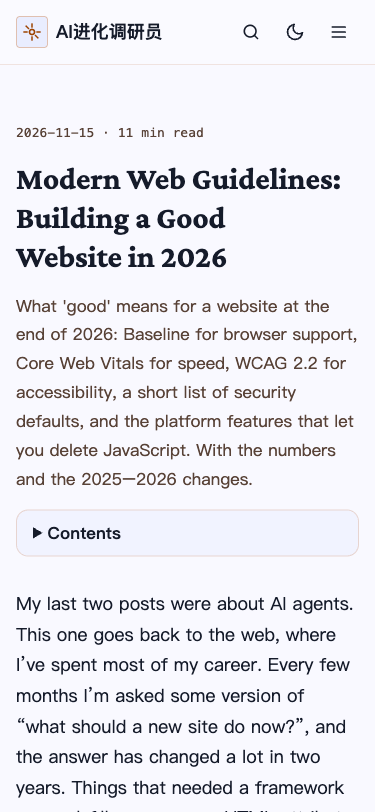 AI进化调研员
2026-11-15 · 11 min read
Modern Web Guidelines:
Building a Good
Website in 2026
What 'good' means for a website at the
end of 2026: Baseline for browser support,
Core Web Vitals for speed, WCAG 2.2 for
accessibility, a short list of security
defaults, and the platform features that let
you delete JavaScript. With the numbers
and the 2025–2026 changes.
Contents
My last two posts were about AI agents.
This one goes back to the web, where
I’ve spent most of my career. Every few
months I’m asked some version of
“what should a new site do now?”, and
the answer has changed a lot in two
years. Things that needed a framework